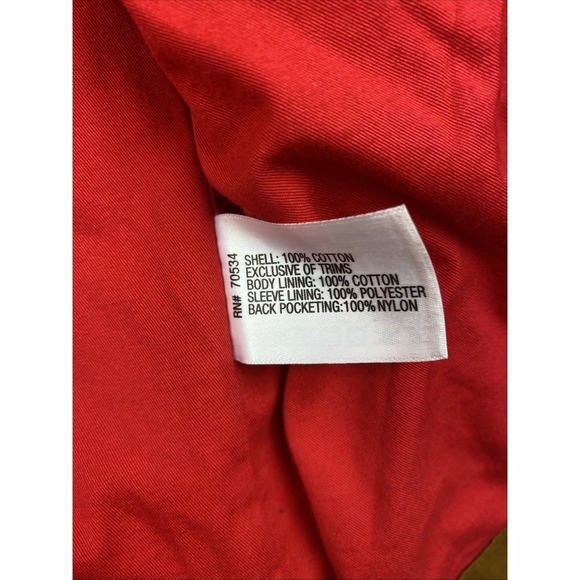 RN# 70534
SHELL: 100% COTTON
EXCLUSIVE OF TRIMS
BODY LINING: 100% COTTON
SLEEVE LINING: 100% POLYESTER
BACK POCKETING:100% NYLON